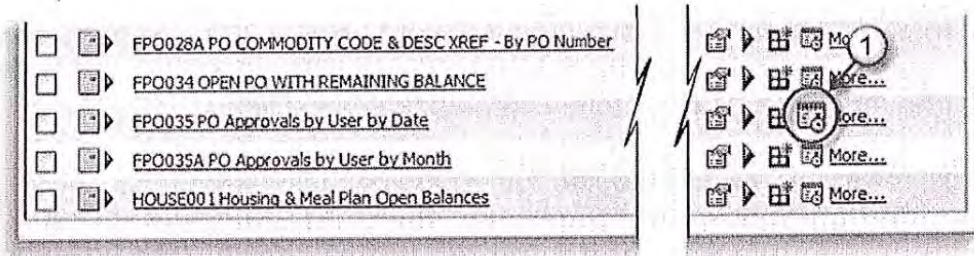 FPO028A PO COMMODITY CODE & DESC XREF - By PO Number Mo
1
FPO034 OPEN PO WITH REMAINING BALANCE More...
FPO035 PO Approvals by User by Date More...
FPO035A PO Approvals by User by Month More...
HOUSE001 Housing & Meal Plan Open Balances More...